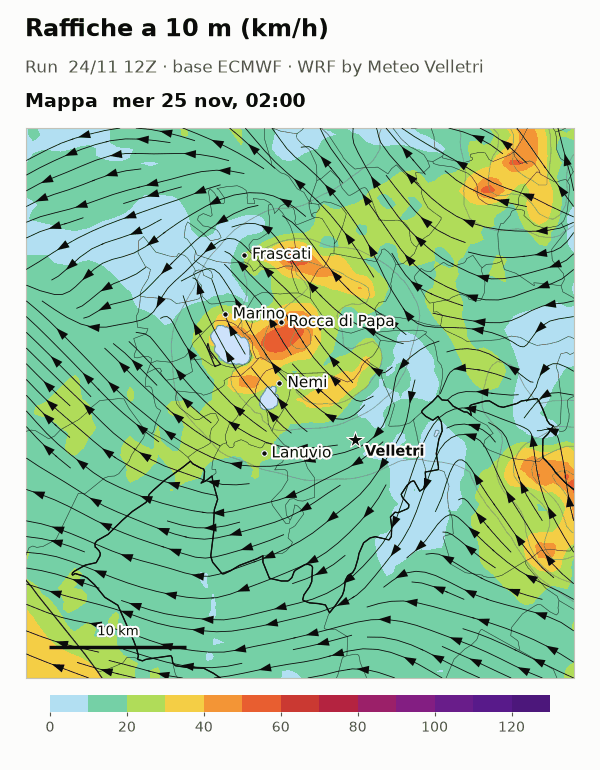 Raffiche a 10 m (km/h)
Run 24/11 12Z · base ECMWF · WRF by Meteo Velletri
Mappa mer 25 nov, 02:00
Frascati
Marino
Rocca di Papa
Nemi
Velletri
Lanuvio
10 km
0 20 40 60 80 100 120